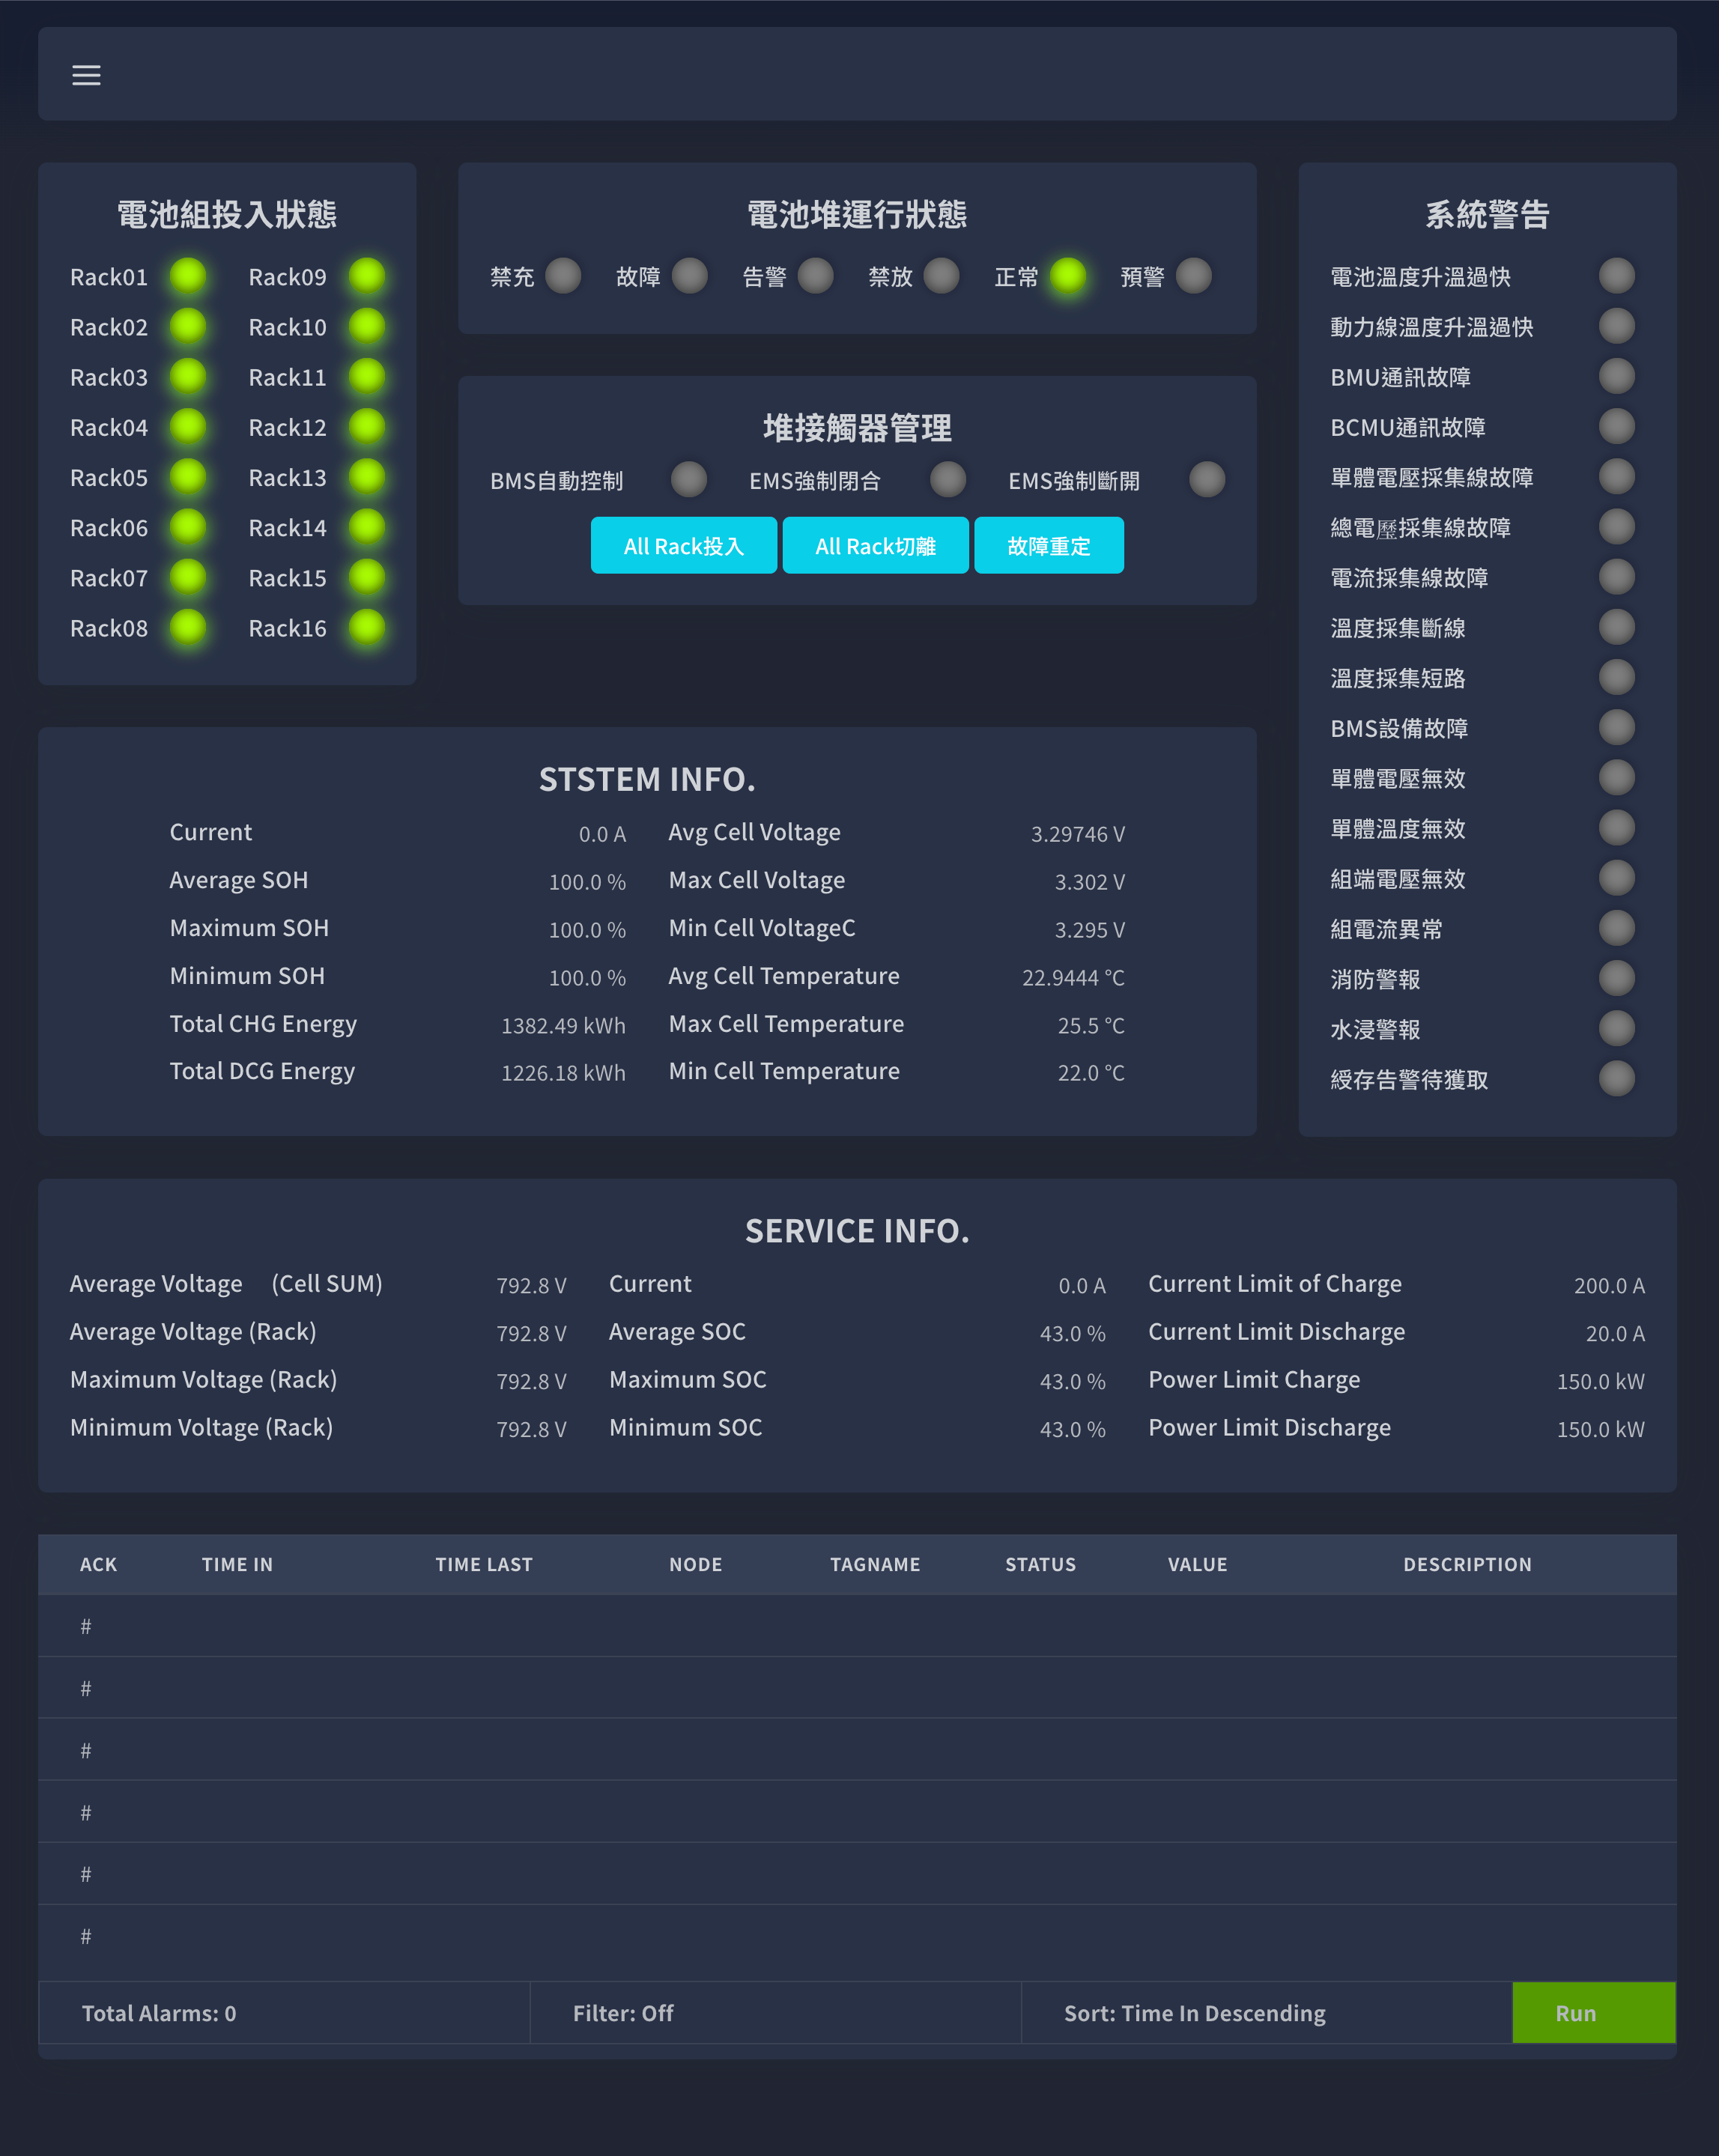 電池組投入狀態
Rack01 Rack09
Rack02 Rack10
Rack03 Rack11
Rack04 Rack12
Rack05 Rack13
Rack06 Rack14
Rack07 Rack15
Rack08 Rack16
電池堆運行狀態
禁充 故障 告警 禁放 正常 預警
堆接觸器管理
BMS自動控制 EMS強制閉合 EMS強制斷開
All Rack投入 All Rack切離 故障重定
系統警告
電池溫度升溫過快
動力線溫度升溫過快
BMU通訊故障
BCMU通訊故障
單體電壓採集線故障
總電歷採集線故障
電流採集線故障
溫度採集斷線
溫度採集短路
BMS設備故障
單體電壓無效
單體溫度無效
組端電壓無效
組電流異常
消防警報
水浸警報
綬存告警待獲取
STSTEM INFO.
Current 0.0 A Avg Cell Voltage 3.29746 V
Average SOH 100.0 % Max Cell Voltage 3.302 V
Maximum SOH 100.0 % Min Cell VoltageC 3.295 V
Minimum SOH 100.0 % Avg Cell Temperature 22.9444 °C
Total CHG Energy 1382.49 kWh Max Cell Temperature 25.5 °C
Total DCG Energy 1226.18 kWh Min Cell Temperature 22.0 °C
SERVICE INFO.
Average Voltage (Cell SUM) 792.8 V Current 0.0 A Current Limit of Charge 200.0 A
Average Voltage (Rack) 792.8 V Average SOC 43.0 % Current Limit Discharge 20.0 A
Maximum Voltage (Rack) 792.8 V Maximum SOC 43.0 % Power Limit Charge 150.0 kW
Minimum Voltage (Rack) 792.8 V Minimum SOC 43.0 % Power Limit Discharge 150.0 kW
ACK TIME IN TIME LAST NODE TAGNAME STATUS VALUE DESCRIPTION
#
#
#
#
#
#
Total Alarms: 0 Filter: Off Sort: Time In Descending Run